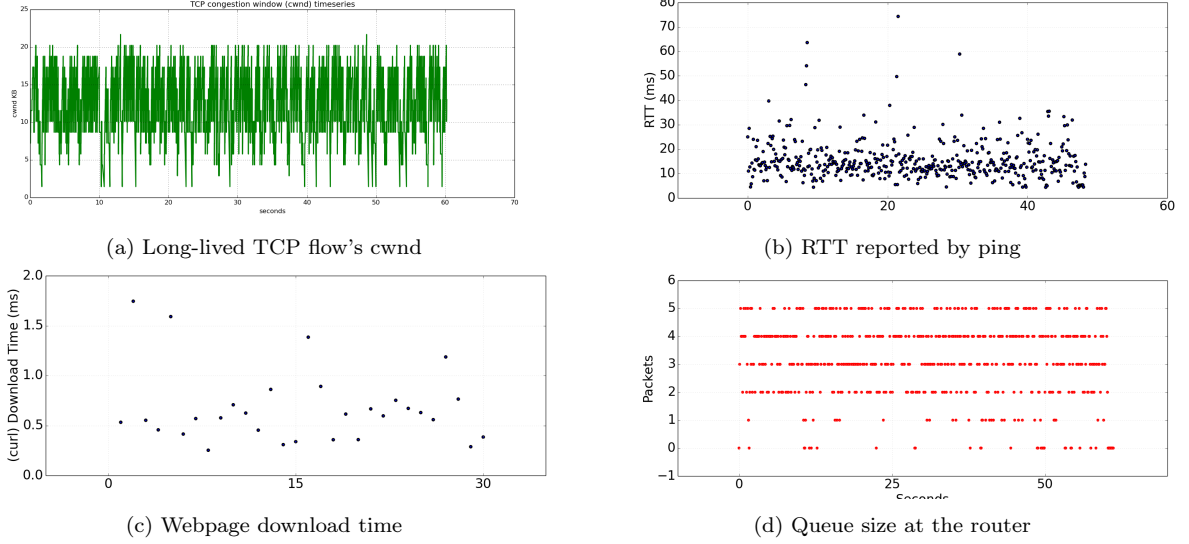 TCP congestion window (cwnd) timeseries
25
20
15
10
5
0
cwnd KB
0 10 20 30 40 50 60 70
seconds
(a) Long-lived TCP flow's cwnd
80
70
60
50
40
30
20
10
0
RTT (ms)
0 20 40 60
(b) RTT reported by ping
2.0
1.5
1.0
0.5
0.0
(curl) Download Time (ms)
0 15 30
(c) Webpage download time
6
5
4
3
2
1
0
−1
Packets
0 25 50
Seconds
(d) Queue size at the router